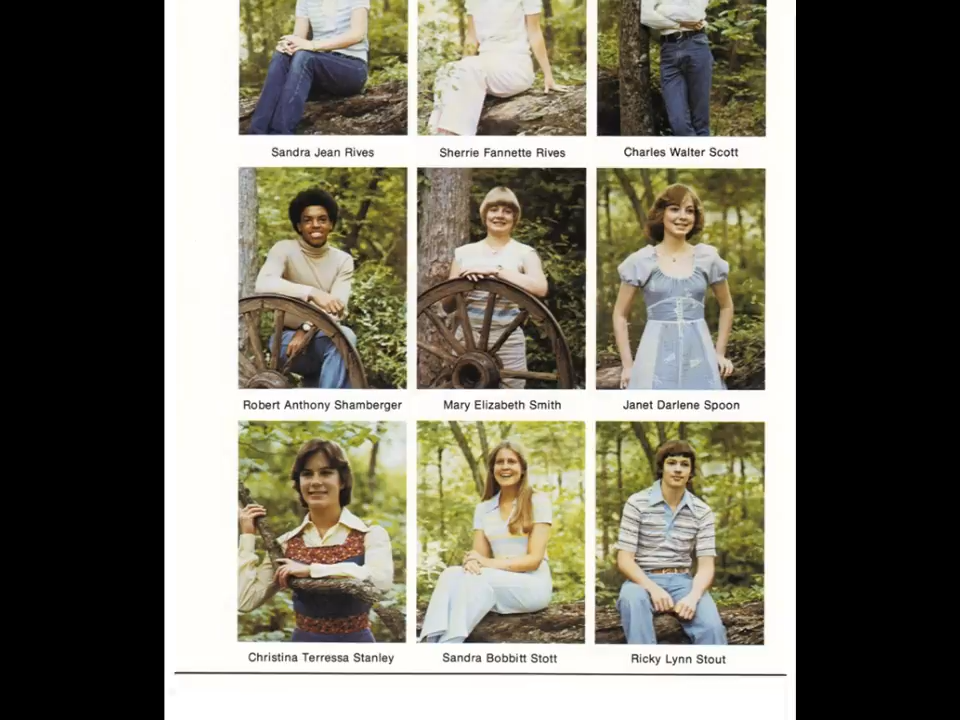 Sandra Jean Rives
Sherrie Fannette Rives
Charles Walter Scott
Robert Anthony Shamberger
Mary Elizabeth Smith
Janet Darlene Spoon
Christina Terressa Stanley
Sandra Bobbitt Stott
Ricky Lynn Stout